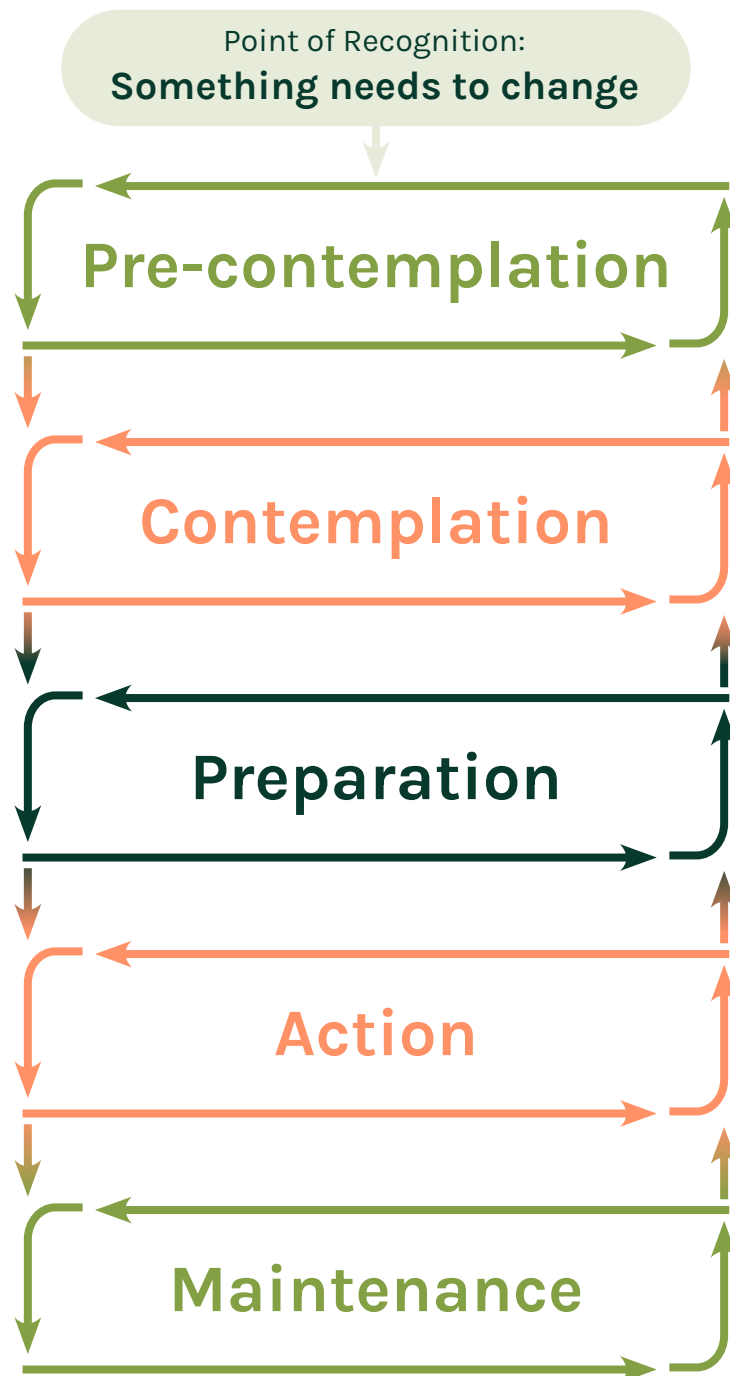 Point of Recognition:
Something needs to change
Pre-contemplation
Contemplation
Preparation
Action
Maintenance